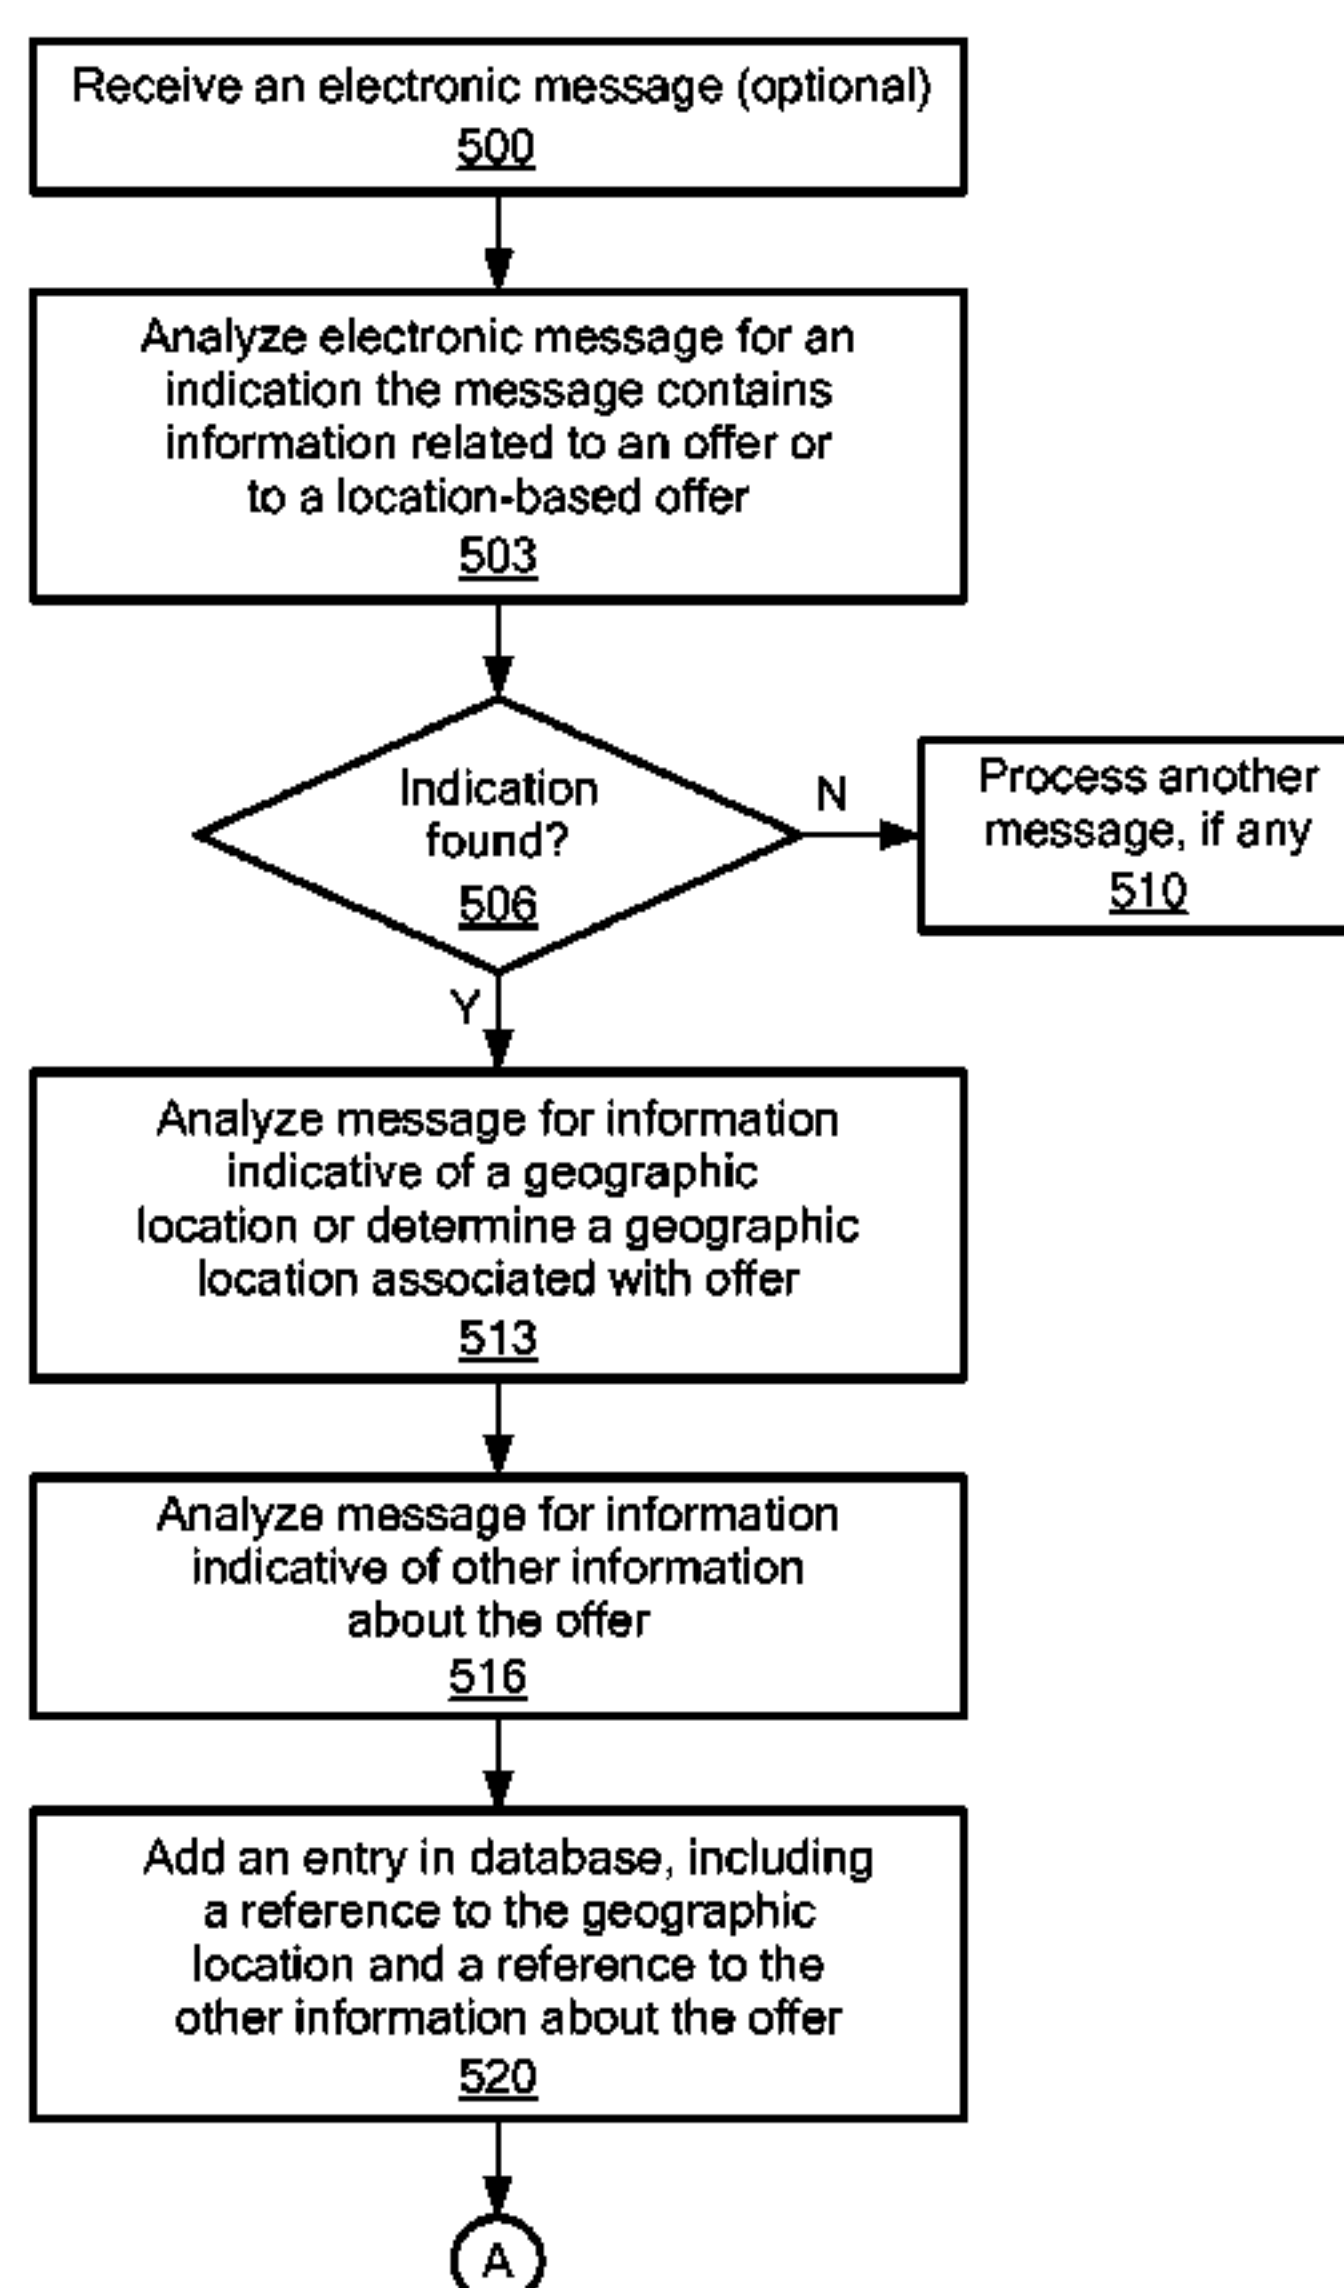 Receive an electronic message (optional)
500
Analyze electronic message for an
indication the message contains
information related to an offer or
to a location-based offer
503
Indication
found?
506
N
Process another
message, if any
510
Y
Analyze message for information
indicative of a geographic
location or determine a geographic
location associated with offer
513
Analyze message for information
indicative of other information
about the offer
516
Add an entry in database, including
a reference to the geographic
location and a reference to the
other information about the offer
520
A